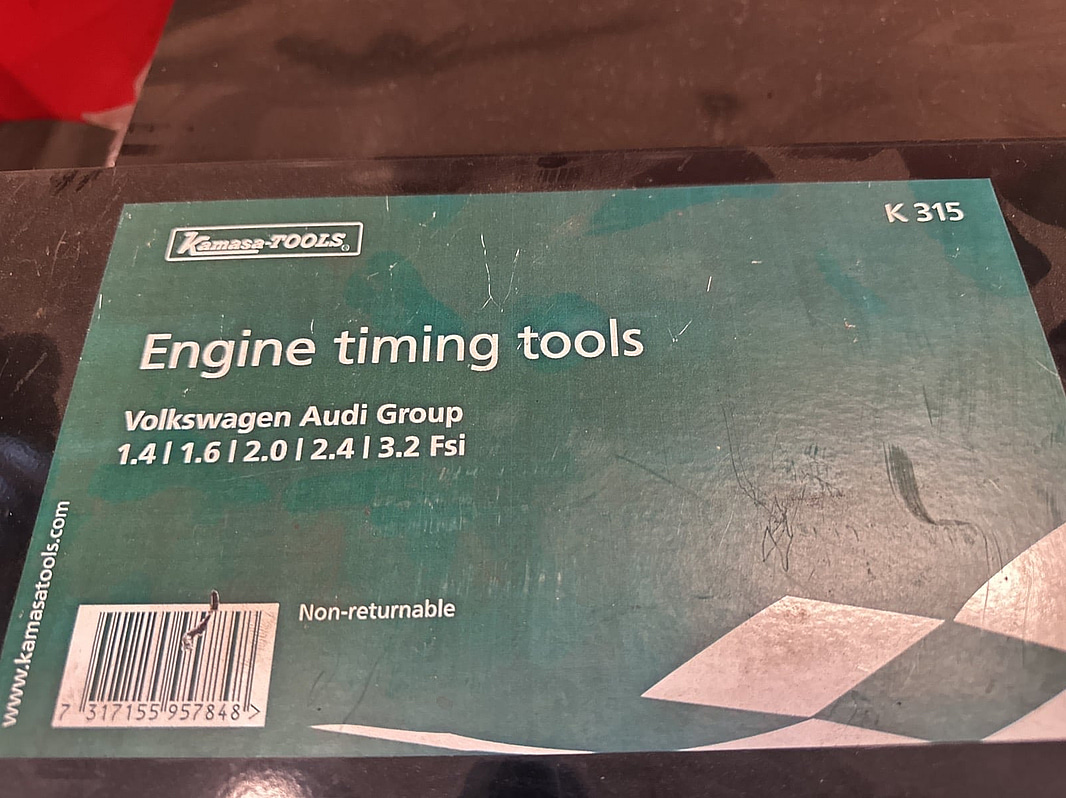 Kamasa-TOOLS®
K 315
Engine timing tools
Volkswagen Audi Group
1.4 | 1.6 | 2.0 | 2.4 | 3.2 Fsi
www.kamasatools.com
Non-returnable
7 317155 957848 >